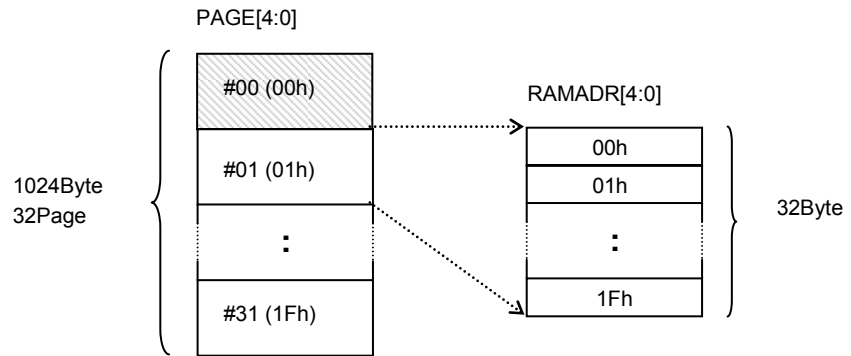 PAGE[4:0]
#00 (00h)
#01 (01h)
:
#31 (1Fh)
1024Byte
32Page
RAMADR[4:0]
00h
01h
:
1Fh
32Byte